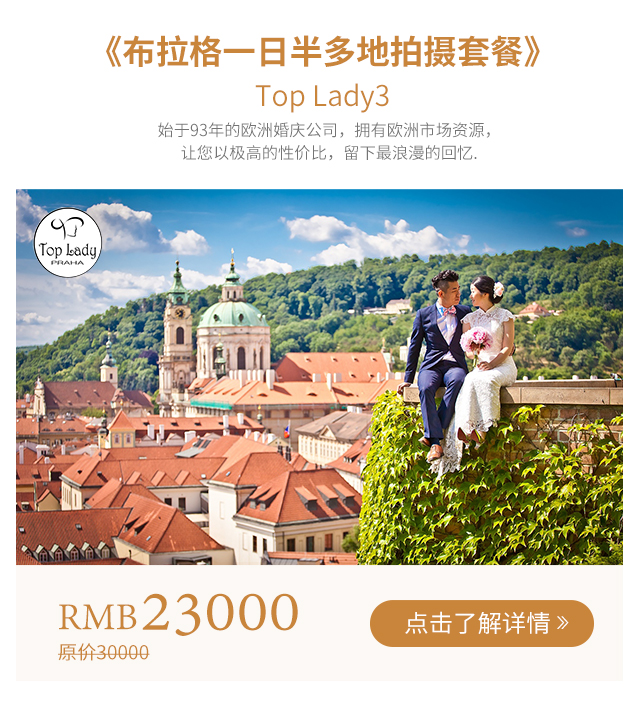 《布拉格一日半多地拍摄套餐》
Top Lady3
始于93年的欧洲婚庆公司，拥有欧洲市场资源，
让您以极高的性价比，留下最浪漫的回忆.
Top Lady
PRAHA
RMB23000
原价30000
点击了解详情 »